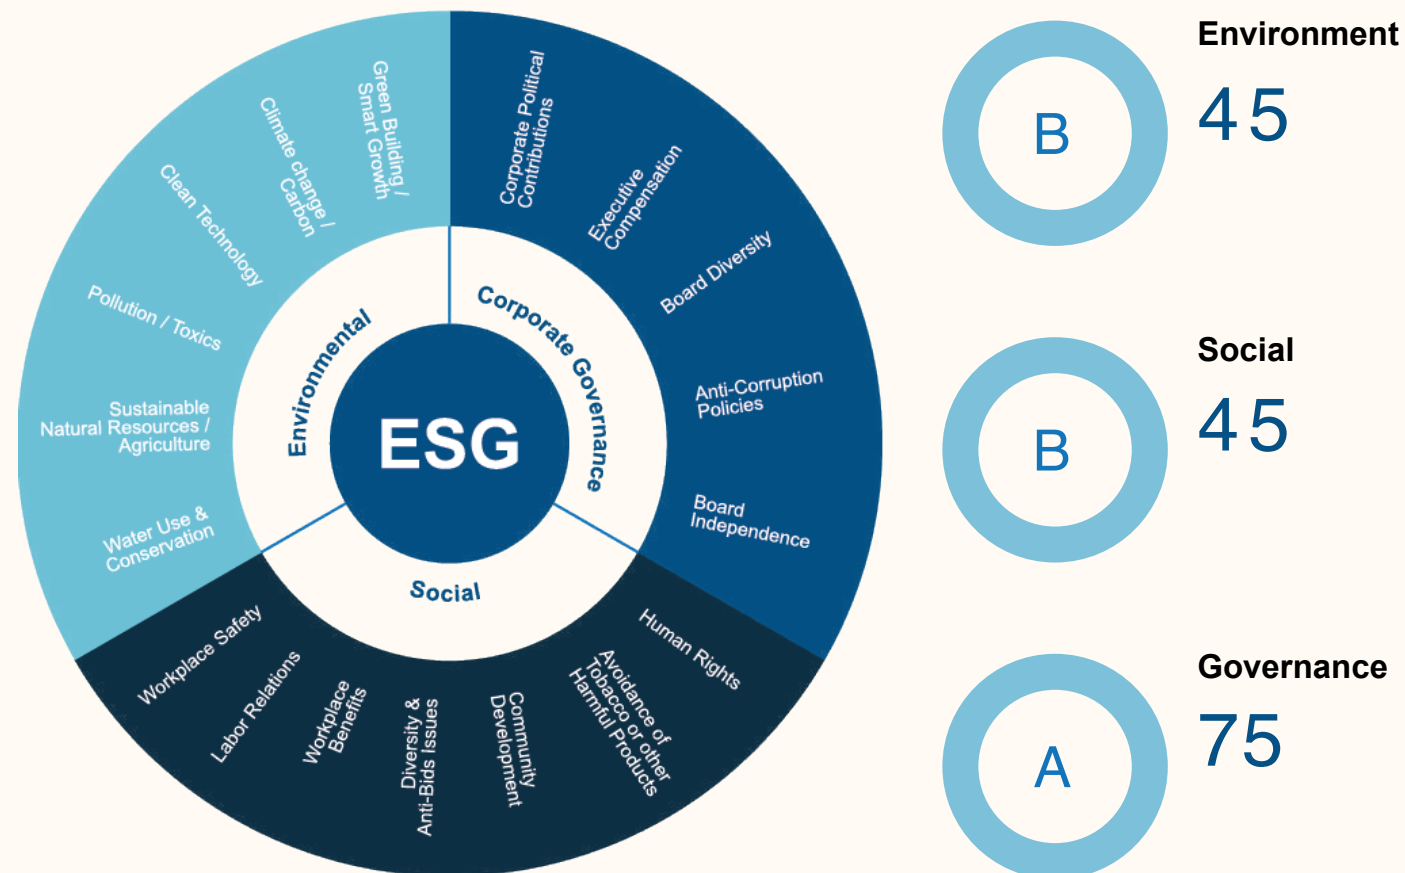 ESG
Environmental
Corporate Governance
Social
Green Building /
Smart Growth
Climate change /
Carbon
Clean Technology
Pollution / Toxics
Sustainable
Natural Resources /
Agriculture
Water Use &
Conservation
Corporate Political
Contributions
Executive
Compensation
Board Diversity
Anti-Corruption
Policies
Board
Independence
Workplace Safety
Labor Relations
Workplace
Benefits
Diversity &
Anti-Bids Issues
Community
Development
Avoidance of
Tobacco or other
Harmful Products
Human Rights
B
Environment
45
B
Social
45
A
Governance
75